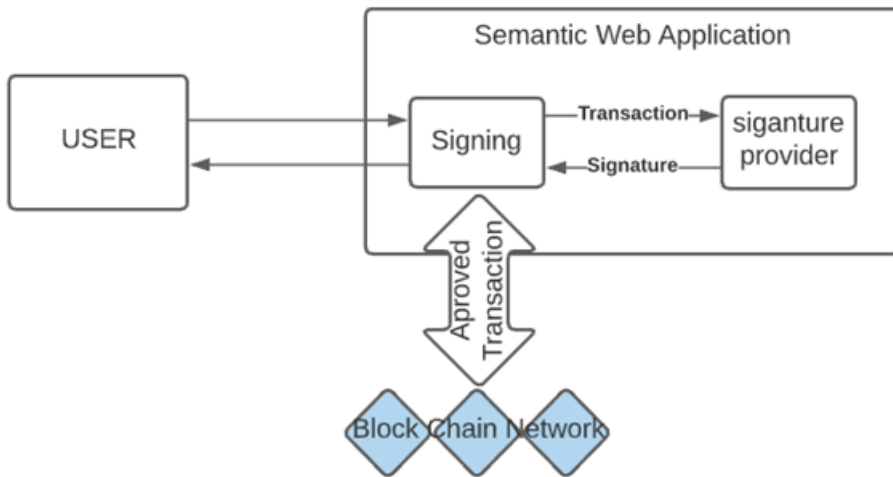 Semantic Web Application
USER
Signing
Transaction
Signature
siganture
provider
Aproved
Transaction
Block Chain Network